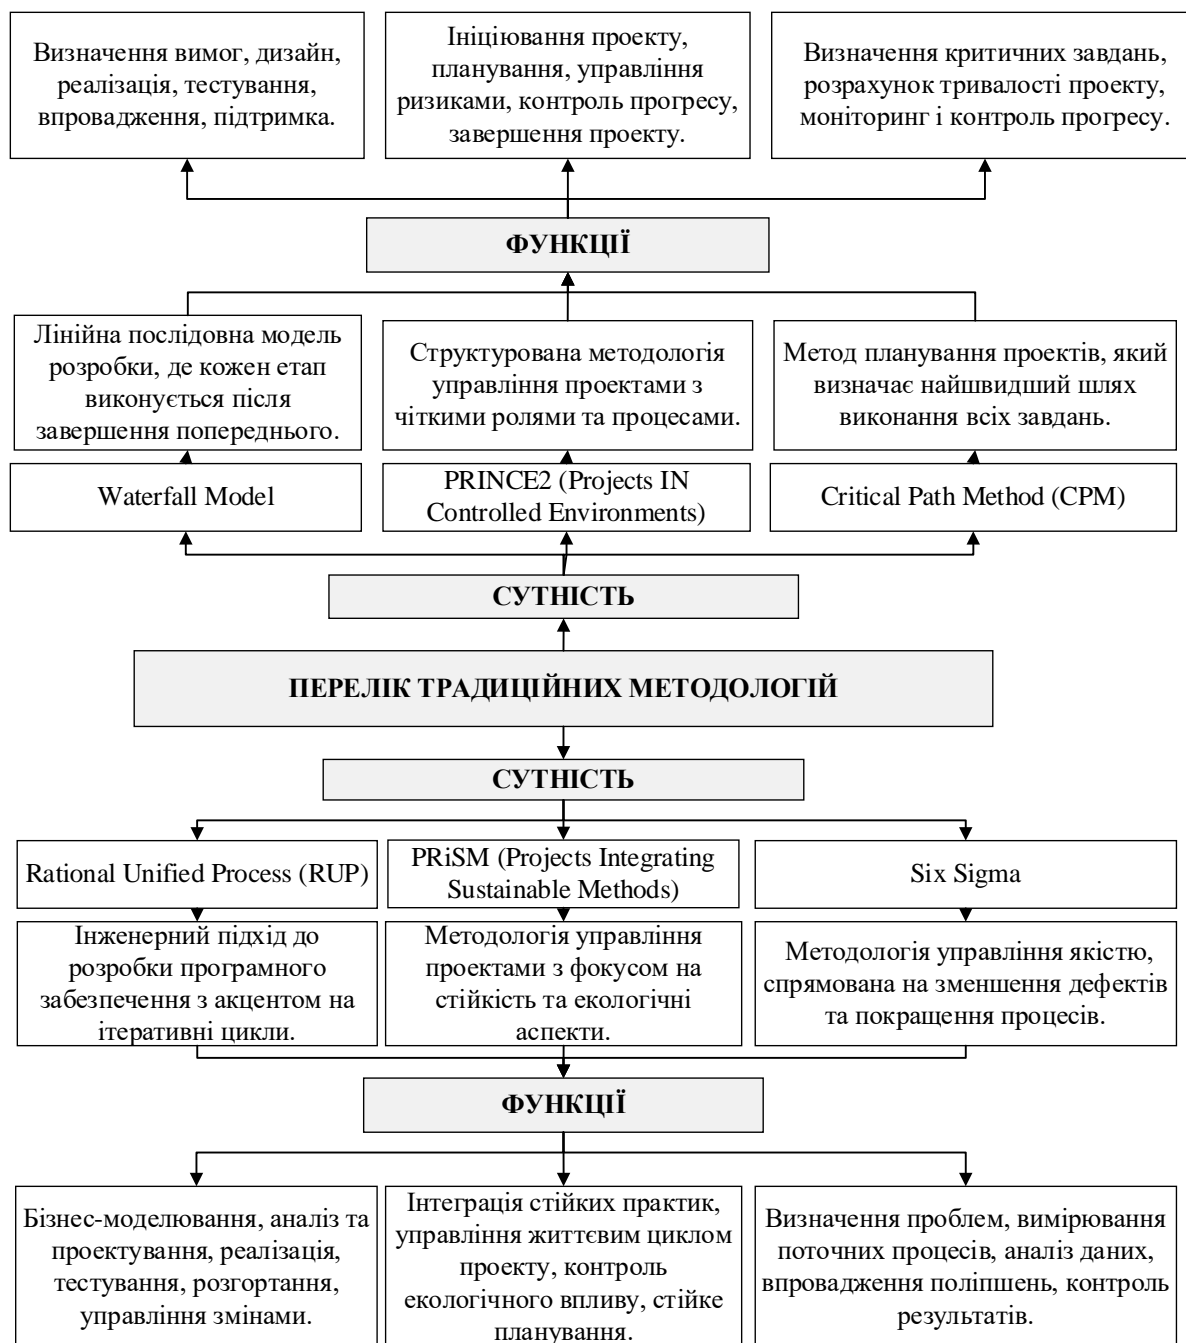 Визначення вимог, дизайн,
реалізація, тестування,
впровадження, підтримка.
Ініціювання проекту,
планування, управління
ризиками, контроль прогресу,
завершення проекту.
Визначення критичних завдань,
розрахунок тривалості проекту,
моніторинг і контроль прогресу.
ФУНКЦІЇ
Лінійна послідовна модель
розробки, де кожен етап
виконується після
завершення попереднього.
Структурована методологія
управління проектами з
чіткими ролями та процесами.
Метод планування проектів, який
визначає найшвидший шлях
виконання всіх завдань.
Waterfall Model
PRINCE2 (Projects IN
Controlled Environments)
Critical Path Method (CPM)
СУТНІСТЬ
ПЕРЕЛІК ТРАДИЦІЙНИХ МЕТОДОЛОГІЙ
СУТНІСТЬ
Rational Unified Process (RUP)
PRiSM (Projects Integrating
Sustainable Methods)
Six Sigma
Інженерний підхід до
розробки програмного
забезпечення з акцентом на
ітеративні цикли.
Методологія управління
проектами з фокусом на
стійкість та екологічні
аспекти.
Методологія управління якістю,
спрямована на зменшення дефектів
та покращення процесів.
ФУНКЦІЇ
Бізнес-моделювання, аналіз та
проектування, реалізація,
тестування, розгортання,
управління змінами.
Інтеграція стійких практик,
управління життєвим циклом
проекту, контроль
екологічного впливу, стійке
планування.
Визначення проблем, вимірювання
поточних процесів, аналіз даних,
впровадження поліпшень, контроль
результатів.